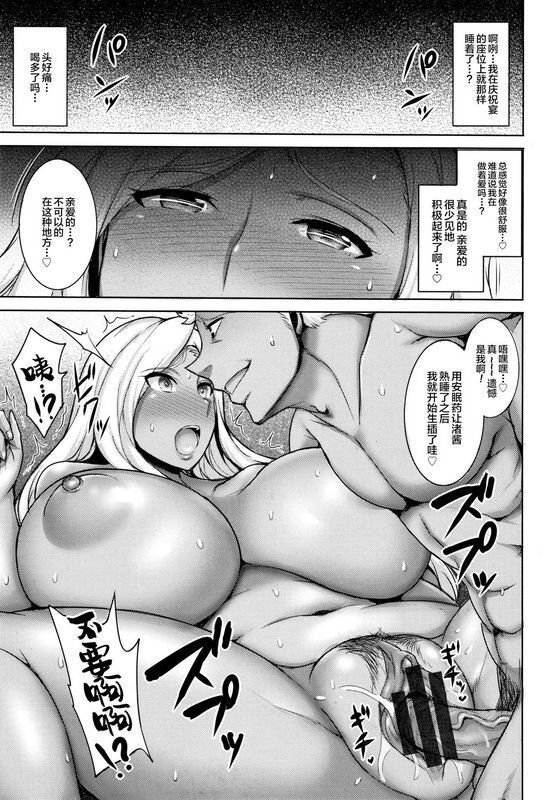 啊咧…我在庆祝宴
的座位上就那样
睡着了…?
头好痛
喝多了吗…
パン
パン
总感觉好像很舒服…♡
难道说我在
做着爱吗…?
真是的 亲爱的
很少见地
积极起来了啊…♡
亲爱的…?
不可以的
在这种地方…♡
唔嘿嘿…
真~~遗憾
是我啊!
用安眠药让渚酱
熟睡了之后
我就开始生插了哇♡
咦…!?
不要啊啊啊!?
ズプッ
ズプッ
ギチッ
ギチッ